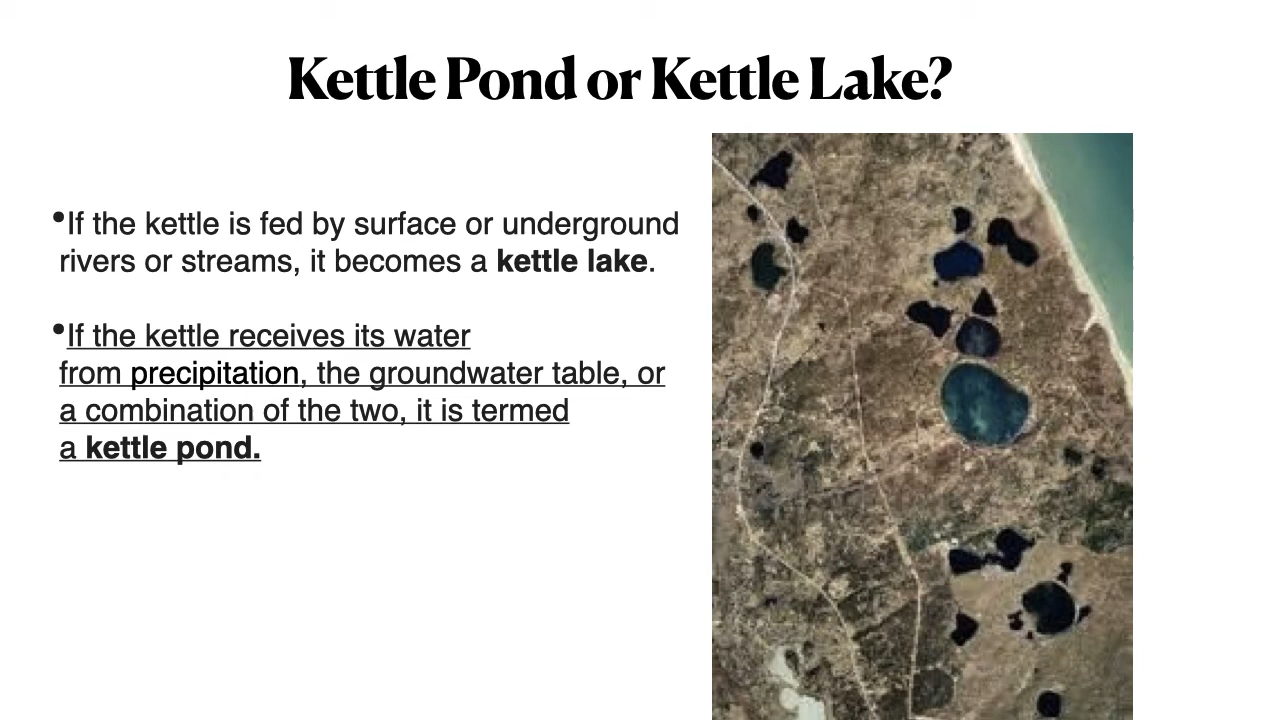 Kettle Pond or Kettle Lake?
•If the kettle is fed by surface or underground
rivers or streams, it becomes a kettle lake.
•If the kettle receives its water
from precipitation, the groundwater table, or
a combination of the two, it is termed
a kettle pond.